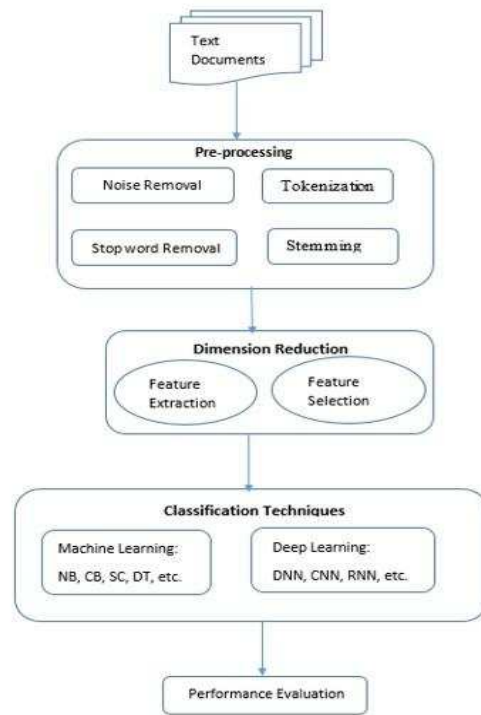 Text
Documents
Pre-processing
Noise Removal
Tokenization
Stop word Removal
Stemming
Dimension Reduction
Feature
Extraction
Feature
Selection
Classification Techniques
Machine Learning:
NB, CB, SC, DT, etc.
Deep Learning:
DNN, CNN, RNN, etc.
Performance Evaluation